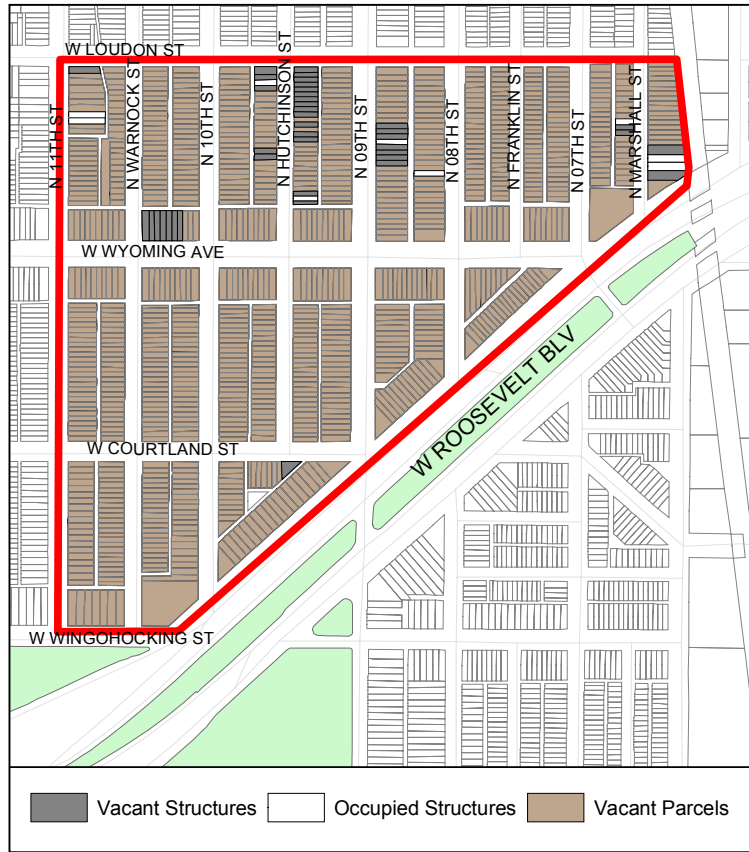 W LOUDON ST
N 11TH ST
N WARNOCK ST
N 10TH ST
N HUTCHINSON ST
N 09TH ST
N 08TH ST
N FRANKLIN ST
N 07TH ST
N MARSHALL ST
W WYOMING AVE
W ROOSEVELT BLV
W COURTLAND ST
W WINGOHOCKING ST
Vacant Structures
Occupied Structures
Vacant Parcels